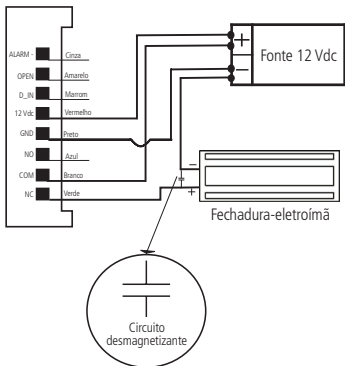 ALARM - Cinza
OPEN Amarelo
D_IN Marrom
12 Vdc Vermelho
GND Preto
NO Azul
COM Branco
NC Verde
+
−
Fonte 12 Vdc
−
+
Fechadura-eletroímã
Circuito
desmagnetizante